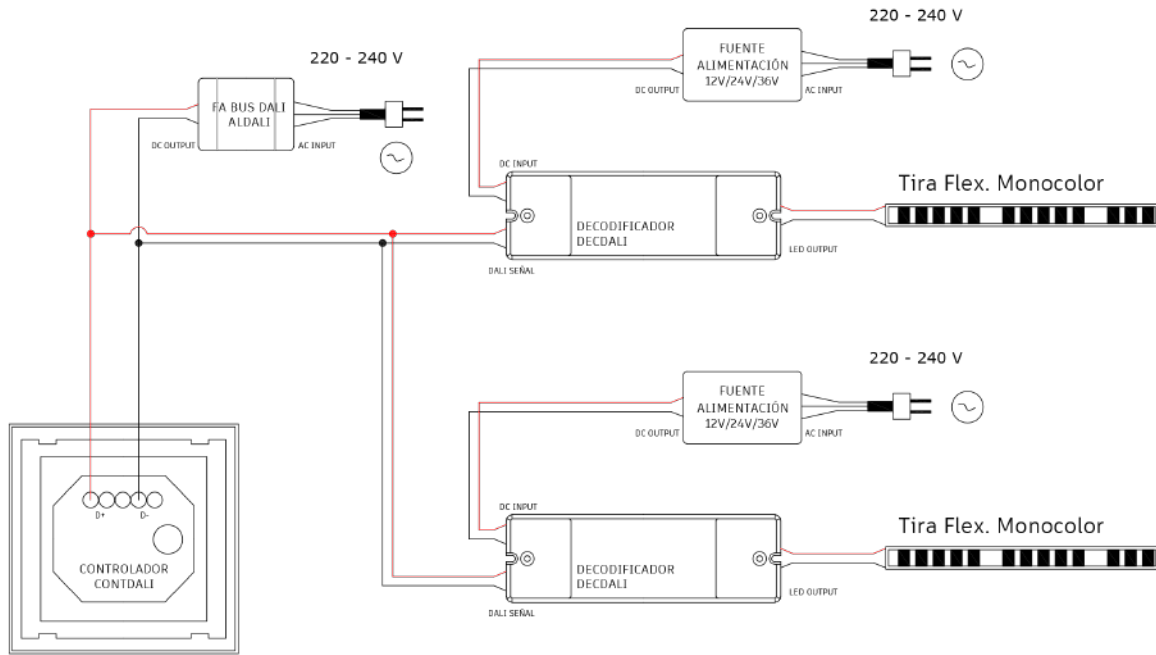 220 - 240 V
FUENTE
ALIMENTACIÓN
12V/24V/36V
DC OUTPUT
AC INPUT
220 - 240 V
FA BUS DALI
ALDALI
DC OUTPUT
AC INPUT
DC INPUT
DECODIFICADOR
DECDALI
DALI SEÑAL
LED OUTPUT
Tira Flex. Monocolor
220 - 240 V
FUENTE
ALIMENTACIÓN
12V/24V/36V
DC OUTPUT
AC INPUT
D+
D-
CONTROLADOR
CONTDALI
DC INPUT
DECODIFICADOR
DECDALI
DALI SEÑAL
LED OUTPUT
Tira Flex. Monocolor